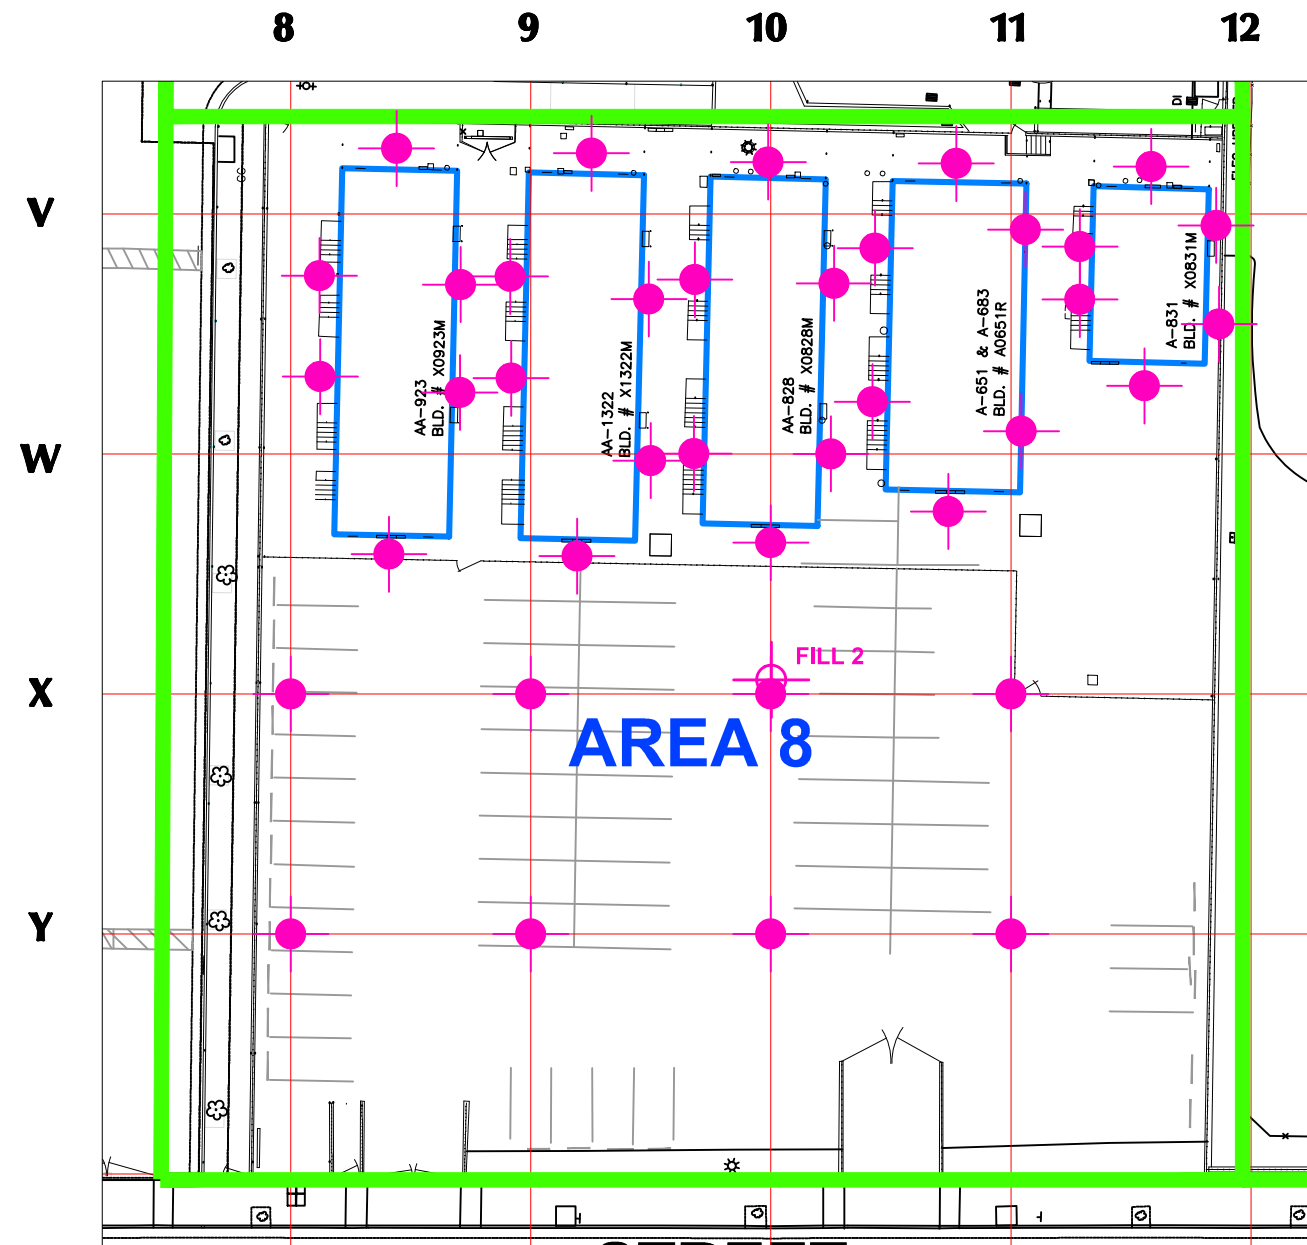 8 9 10 11 12
DI
V
A-831
BLD. # X0831M
A-651 & A-683
BLD. # A0651R
AA-828
BLD. # X0828M
AA-1322
BLD. # X1322M
AA-923
BLD. # X0923M
W
FILL 2
X
AREA 8
Y